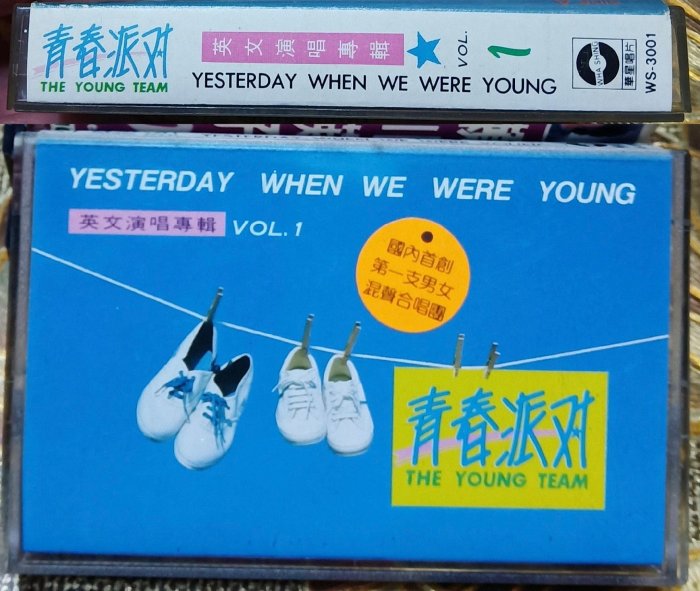 青春派对
THE YOUNG TEAM
英文演唱專輯
VOL. 1
YESTERDAY WHEN WE WERE YOUNG
WHA SHING
華星唱片
WS-3001
YESTERDAY WHEN WE WERE YOUNG
英文演唱專輯 VOL.1
國內首創
第一支男女
混聲合唱團
青春派对
THE YOUNG TEAM